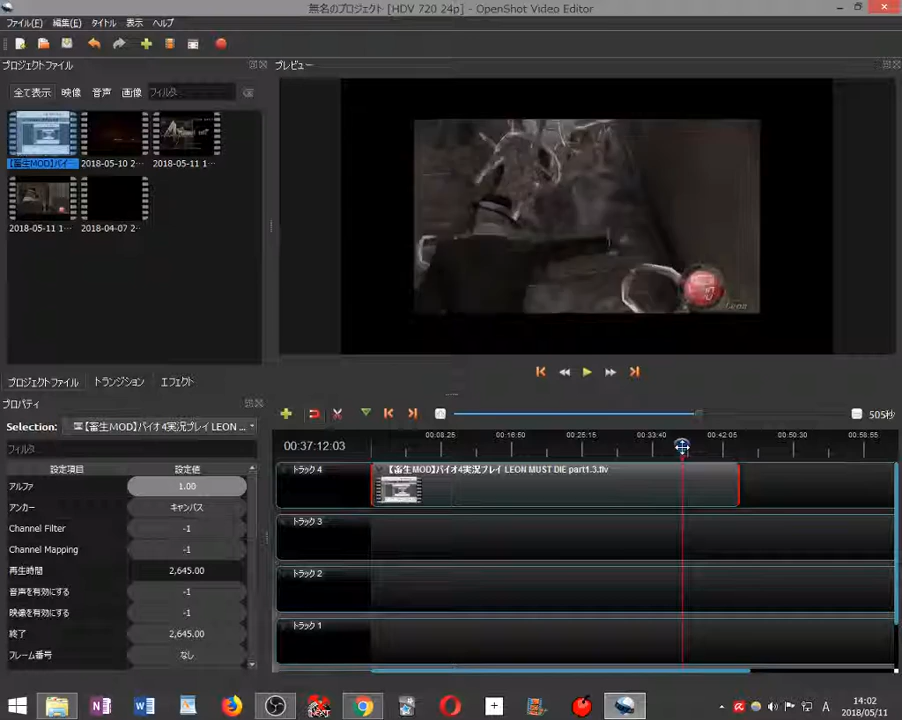 無名のプロジェクト [HDV 720 24p] - OpenShot Video Editor
ファイル(F) 編集(E) タイトル 表示 ヘルプ
プロジェクトファイル
プレビュー
全て表示 映像 音声 画像 フィルタ
【畜生MOD】バイ…
2018-05-10 2…
2018-05-11 1…
2018-05-11 1…
2018-04-07 2…
10
Leon
プロジェクトファイル トランジション エフェクト
プロパティ
Selection: 【畜生MOD】バイオ4実況プレイ LEON ...
フィルタ
設定項目 設定値
アルファ 1.00
アンカー キャンバス
Channel Filter -1
Channel Mapping -1
再生時間 2,645.00
音声を有効にする -1
映像を有効にする -1
終了 2,645.00
フレーム番号 なし
505秒
00:37:12:03
00:08:25 00:16:50 00:25:15 00:33:40 00:42:05 00:50:30 00:58:55
トラック 4
【畜生MOD】バイオ4実況プレイ LEON MUST DIE part1.3.flv
トラック 3
トラック 2
トラック 1
A
14:02
2018/05/11